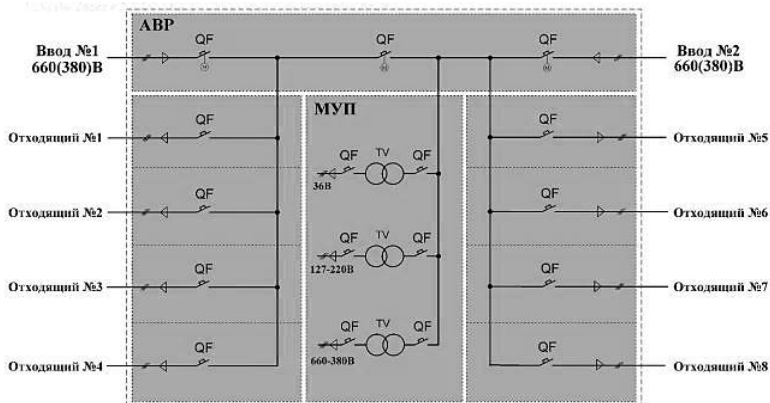 АВР
QF
QF
QF
Ввод №1
660(380)В
Ввод №2
660(380)В
МУП
Отходящий №1
QF
QF
Отходящий №5
QF
TV
QF
36В
Отходящий №2
QF
QF
Отходящий №6
QF
TV
QF
127-220В
Отходящий №3
QF
QF
Отходящий №7
QF
TV
QF
660-380В
Отходящий №4
QF
QF
Отходящий №8